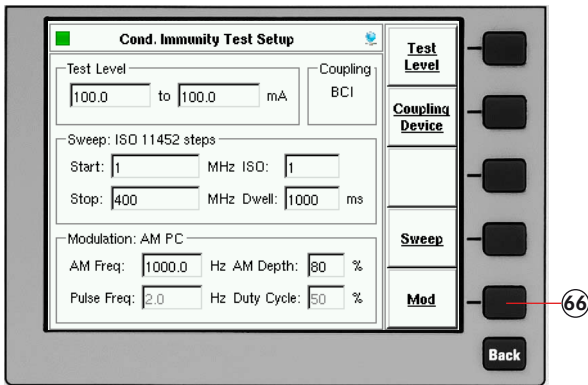 Cond. Immunity Test Setup
Test Level
100.0 to 100.0 mA
Coupling
BCI
Sweep: ISO 11452 steps
Start: 1 MHz ISO: 1
Stop: 400 MHz Dwell: 1000 ms
Modulation: AM PC
AM Freq: 1000.0 Hz AM Depth: 80 %
Pulse Freq: 2.0 Hz Duty Cycle: 50 %
Test
Level
Coupling
Device
Sweep
Mod
66
Back